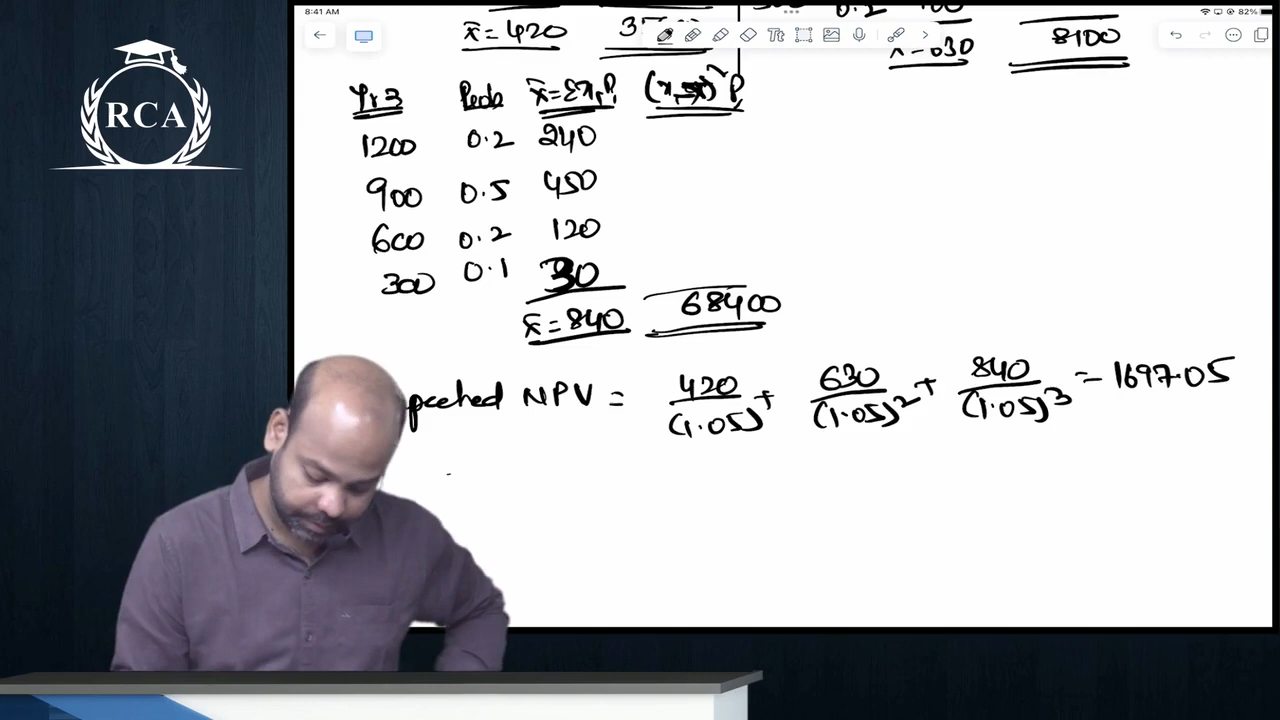 8:41 AM
82%
x̄ = 420
8100
RCA
Tt
Yr 3 Prob x̄ = Σx₁P₁
1200 0.2 240
900 0.5 450
600 0.2 120
300 0.1 30
x̄ = 840 68400
pected NPV = 420/(1.05) + 630/(1.05)² + 840/(1.05)³ = 1697.05